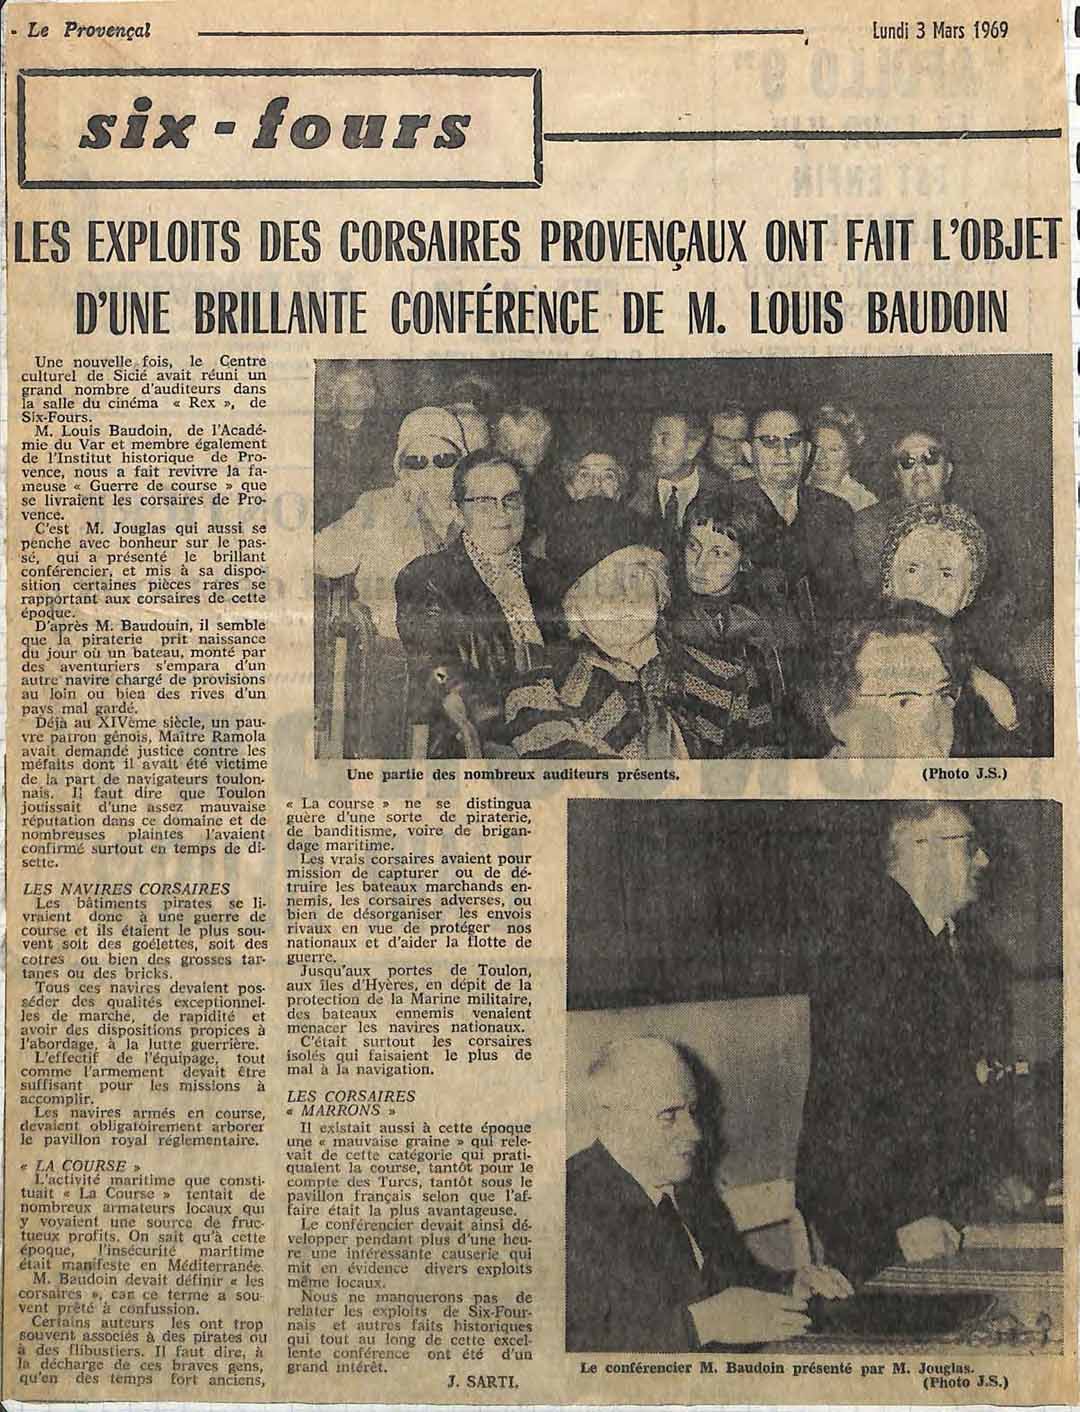 - Le Provençal
Lundi 3 Mars 1969
six-fours
LES EXPLOITS DES CORSAIRES PROVENÇAUX ONT FAIT L'OBJET
D'UNE BRILLANTE CONFÉRENCE DE M. LOUIS BAUDOIN
Une nouvelle fois, le Centre
culturel de Sicié avait réuni un
grand nombre d'auditeurs dans
la salle du cinéma « Rex », de
Six-Fours.
M. Louis Baudoin, de l'Acadé-
mie du Var et membre également
de l'Institut historique de Pro-
vence, nous a fait revivre la fa-
meuse « Guerre de course » que
se livraient les corsaires de Pro-
vence.
C'est M. Jouglas qui aussi se
penche avec bonheur sur le pas-
sé, qui a présenté le brillant
conférencier, et mis à sa dispo-
sition certaines pièces rares se
rapportant aux corsaires de cette
époque.
D'après M. Baudouin, il semble
que la piraterie prit naissance
du jour où un bateau, monté par
des aventuriers s'empara d'un
autre navire chargé de provisions
au loin ou bien des rives d'un
pays mal gardé.
Déjà au XIVème siècle, un pau-
vre patron génois, Maître Ramola
avait demandé justice contre les
méfaits dont il avait été victime
de la part de navigateurs toulon-
nais. Il faut dire que Toulon
jouissait d'une assez mauvaise
réputation dans ce domaine et de
nombreuses plaintes l'avaient
confirmé surtout en temps de di-
sette.
LES NAVIRES CORSAIRES
Les bâtiments pirates se li-
vraient donc à une guerre de
course et ils étaient le plus sou-
vent soit des goélettes, soit des
cotres ou bien des grosses tar-
tanes ou des bricks.
Tous ces navires devaient pos-
séder des qualités exceptionnel-
les de marche, de rapidité et
avoir des dispositions propices à
l'abordage, à la lutte guerrière.
L'effectif de l'équipage, tout
comme l'armement devait être
suffisant pour les missions à
accomplir.
Les navires armés en course,
devaient obligatoirement arborer
le pavillon royal réglementaire.
« LA COURSE »
L'activité maritime que consti-
tuait « La Course » tentait de
nombreux armateurs locaux qui
y voyaient une source de fruc-
tueux profits. On sait qu'à cette
époque, l'insécurité maritime
était manifeste en Méditerranée.
M. Baudoin devait définir « les
corsaires », car ce terme a sou-
vent prêté à confussion.
Certains auteurs les ont trop
souvent associés à des pirates ou
à des flibustiers. Il faut dire, à
la décharge de ces braves gens,
qu'en des temps fort anciens,
Une partie des nombreux auditeurs présents.
(Photo J.S.)
« La course » ne se distingua
guère d'une sorte de piraterie,
de banditisme, voire de brigan-
dage maritime.
Les vrais corsaires avaient pour
mission de capturer ou de dé-
truire les bateaux marchands en-
nemis, les corsaires adverses, ou
bien de désorganiser les envois
rivaux en vue de protéger nos
nationaux et d'aider la flotte de
guerre.
Jusqu'aux portes de Toulon,
aux îles d'Hyères, en dépit de la
protection de la Marine militaire,
des bateaux ennemis venaient
menacer les navires nationaux.
C'était surtout les corsaires
isolés qui faisaient le plus de
mal à la navigation.
LES CORSAIRES
« MARRONS »
Il existait aussi à cette époque
une « mauvaise graine » qui rele-
vait de cette catégorie qui prati-
quaient la course, tantôt pour le
compte des Turcs, tantôt sous le
pavillon français selon que l'af-
faire était la plus avantageuse.
Le conférencier devait ainsi dé-
velopper pendant plus d'une heu-
re une intéressante causerie qui
mit en évidence divers exploits
même locaux.
Nous ne manquerons pas de
relater les exploits de Six-Four-
nais et autres faits historiques
qui tout au long de cette excel-
lente conférence ont été d'un
grand intérêt.
J. SARTI.
Le conférencier M. Baudoin présenté par M. Jouglas.
(Photo J.S.)